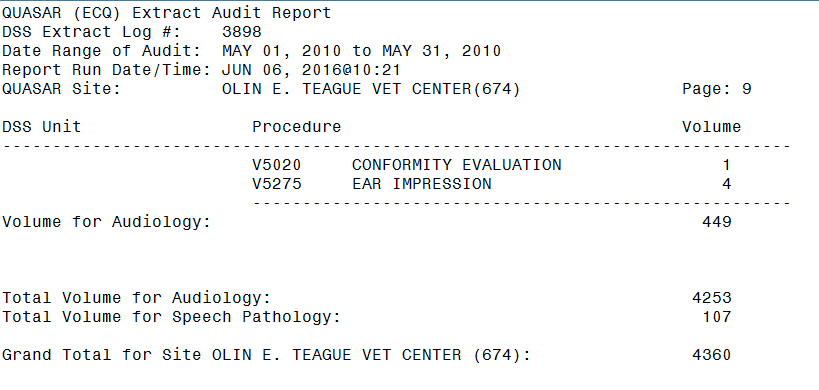 QUASAR (ECQ) Extract Audit Report
DSS Extract Log #:    3898
Date Range of Audit:  MAY 01, 2010 to MAY 31, 2010
Report Run Date/Time: JUN 06, 2016@10:21
QUASAR Site:          OLIN E. TEAGUE VET CENTER(674)                Page: 9
DSS Unit                 Procedure                                  Volume
-------------------------------------------------------------------------------
V5020     CONFORMITY EVALUATION                1
V5275     EAR IMPRESSION                       4
------------------------------------------------------
Volume for Audiology:                                                 449
Total Volume for Audiology:                                          4253
Total Volume for Speech Pathology:                                    107
Grand Total for Site OLIN E. TEAGUE VET CENTER (674):                4360